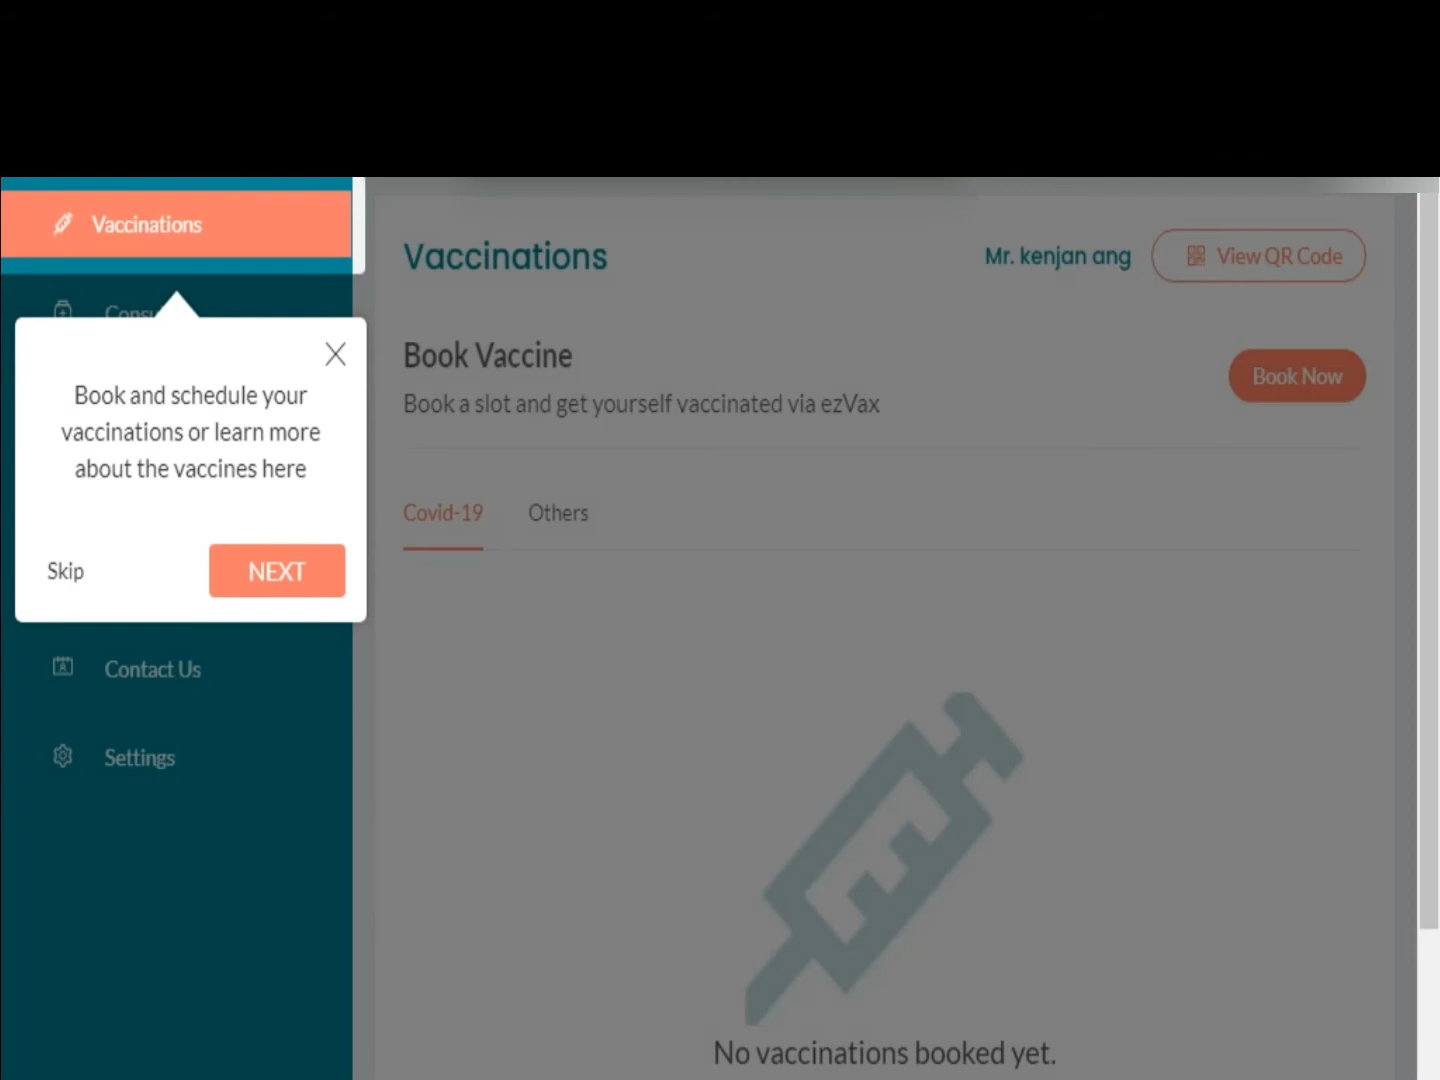 Vaccinations
Vaccinations
Mr. kenjan ang
View QR Code
Book Vaccine
Book a slot and get yourself vaccinated via ezVax
Book Now
Book and schedule your
vaccinations or learn more
about the vaccines here
Skip
NEXT
Covid-19
Others
Contact Us
Settings
No vaccinations booked yet.